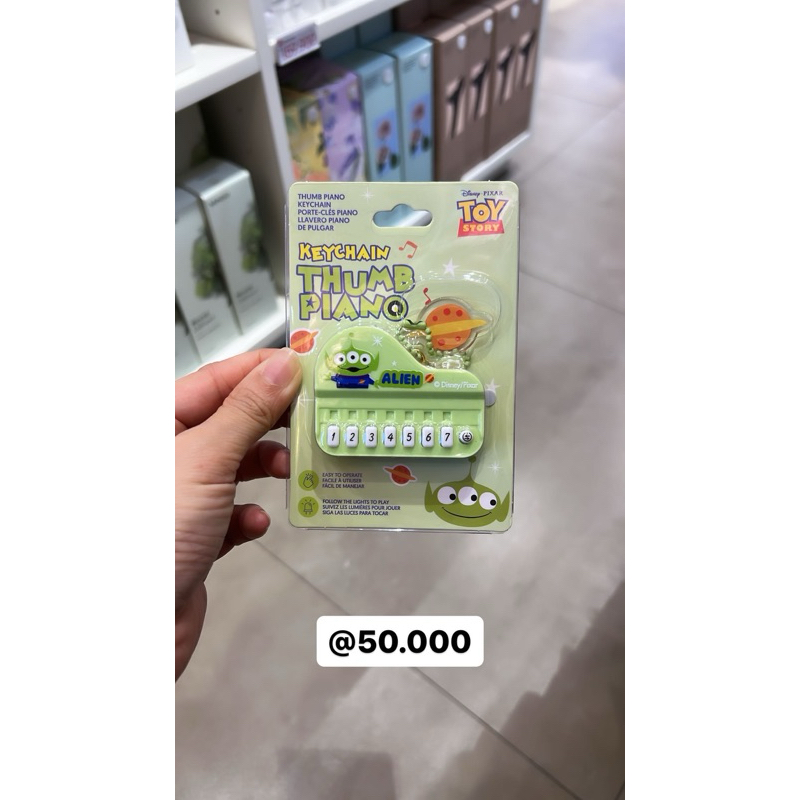 THUMB PIANO
KEYCHAIN
PORTE-CLÉS PIANO
LLAVERO PIANO
DE PULGAR
Disney PIXAR
TOY
STORY
KEYCHAIN
THUMB
PIANO
ALIEN
© Disney/Pixar
1 2 3 4 5 6 7
EASY TO OPERATE
FACILE À UTILISER
FÁCIL DE MANEJAR
FOLLOW THE LIGHTS TO PLAY
SUIVEZ LES LUMIÈRES POUR JOUER
SIGA LAS LUCES PARA TOCAR
@50.000